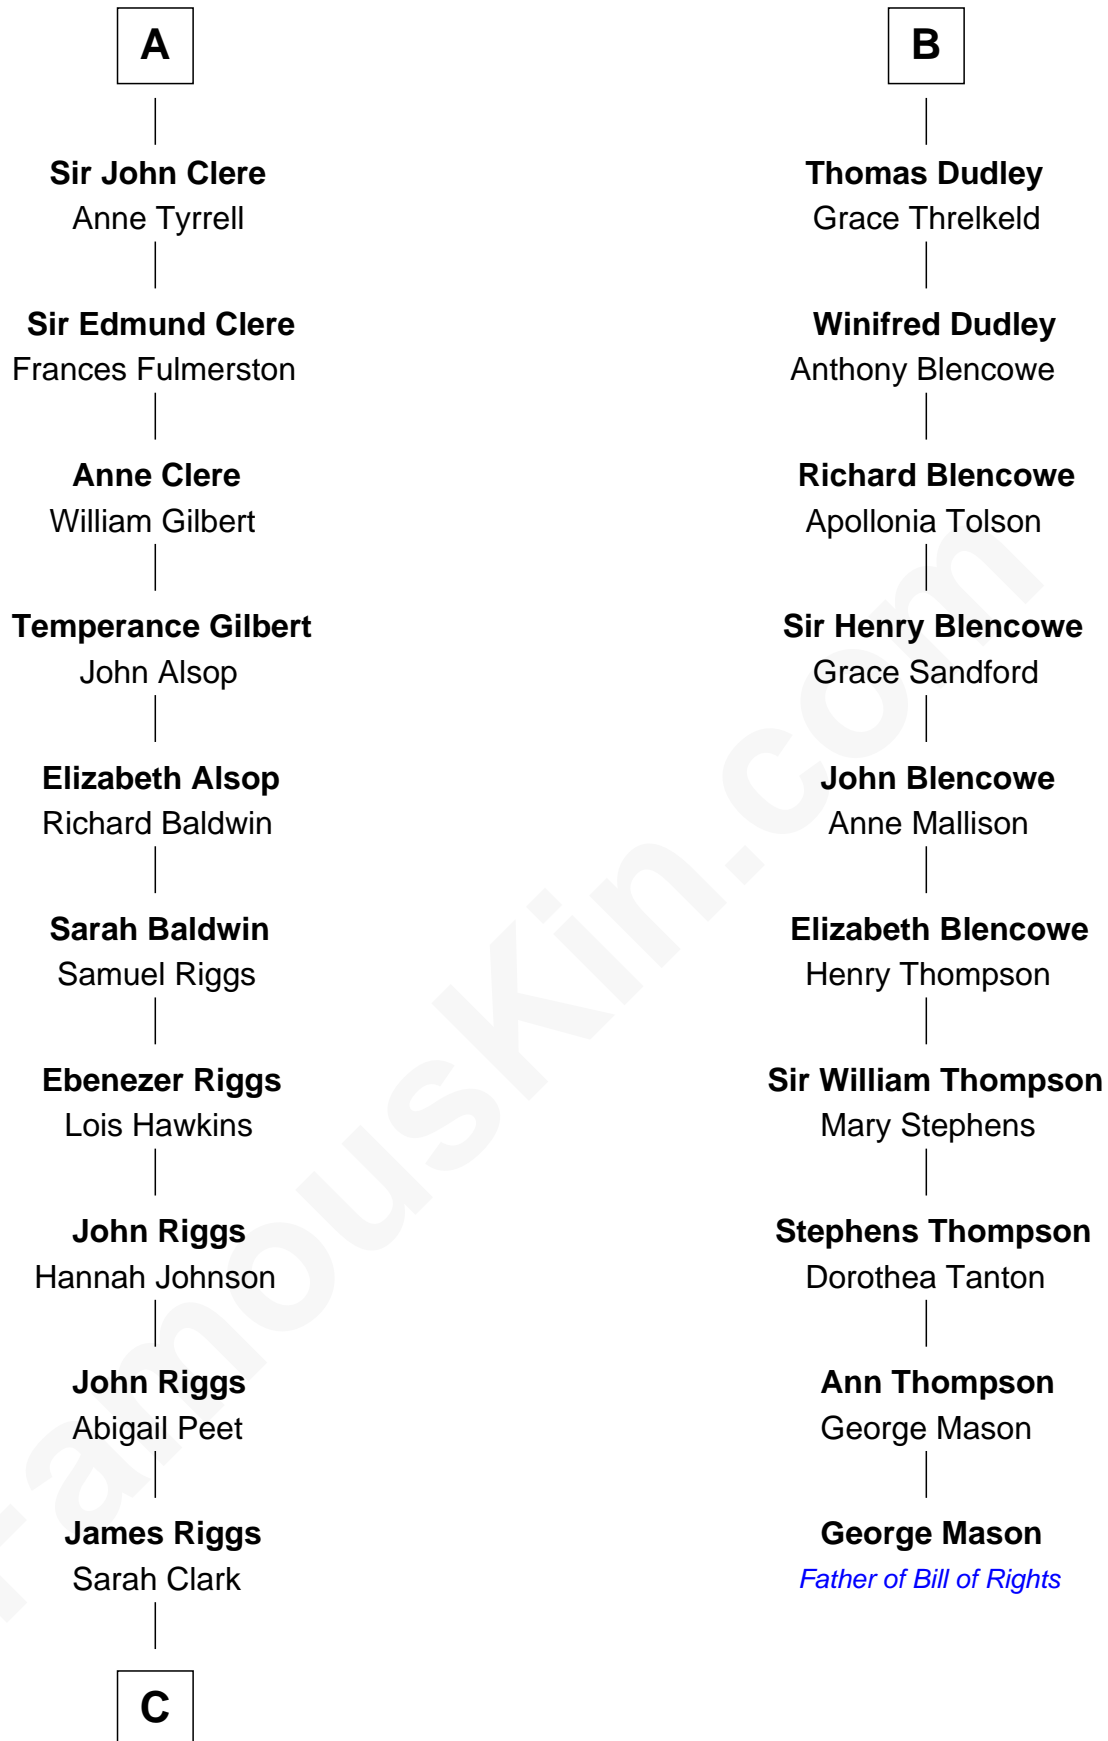 A
Sir John Clere
Anne Tyrrell
Sir Edmund Clere
Frances Fulmerston
Anne Clere
William Gilbert
Temperance Gilbert
John Alsop
Elizabeth Alsop
Richard Baldwin
Sarah Baldwin
Samuel Riggs
Ebenezer Riggs
Lois Hawkins
John Riggs
Hannah Johnson
John Riggs
Abigail Peet
James Riggs
Sarah Clark
C
B
Thomas Dudley
Grace Threlkeld
Winifred Dudley
Anthony Blencowe
Richard Blencowe
Apollonia Tolson
Sir Henry Blencowe
Grace Sandford
John Blencowe
Anne Mallison
Elizabeth Blencowe
Henry Thompson
Sir William Thompson
Mary Stephens
Stephens Thompson
Dorothea Tanton
Ann Thompson
George Mason
George Mason
Father of Bill of Rights
FamousKin.com